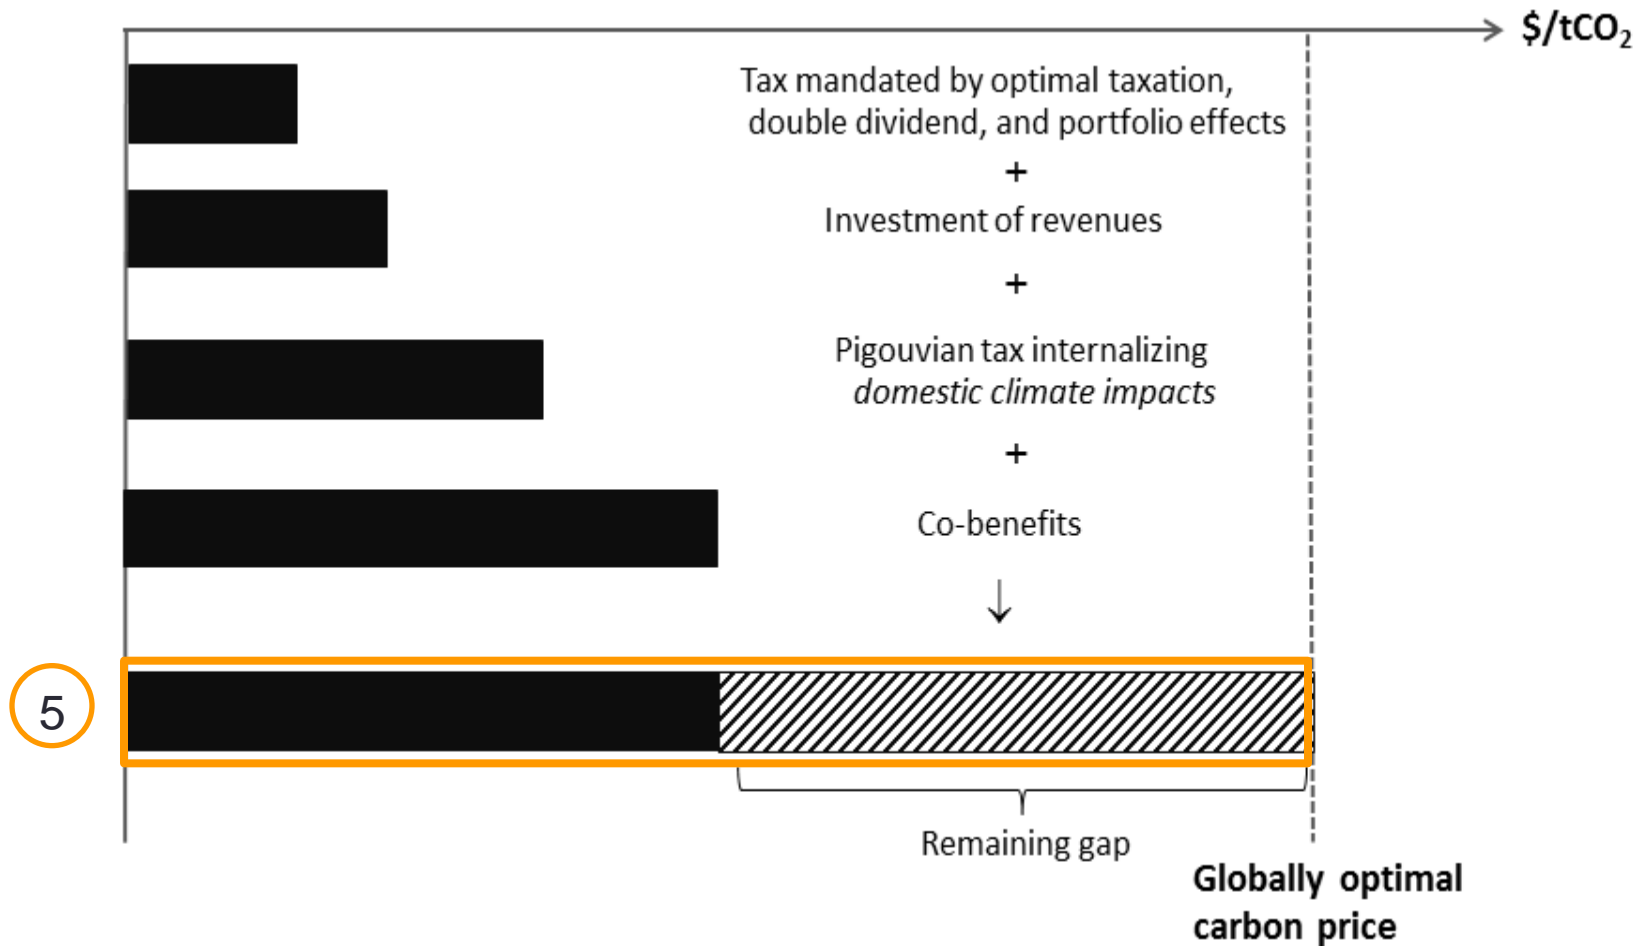 $/tCO₂
Tax mandated by optimal taxation,
double dividend, and portfolio effects
+
Investment of revenues
+
Pigouvian tax internalizing
domestic climate impacts
+
Co-benefits
↓
5
Remaining gap
Globally optimal
carbon price